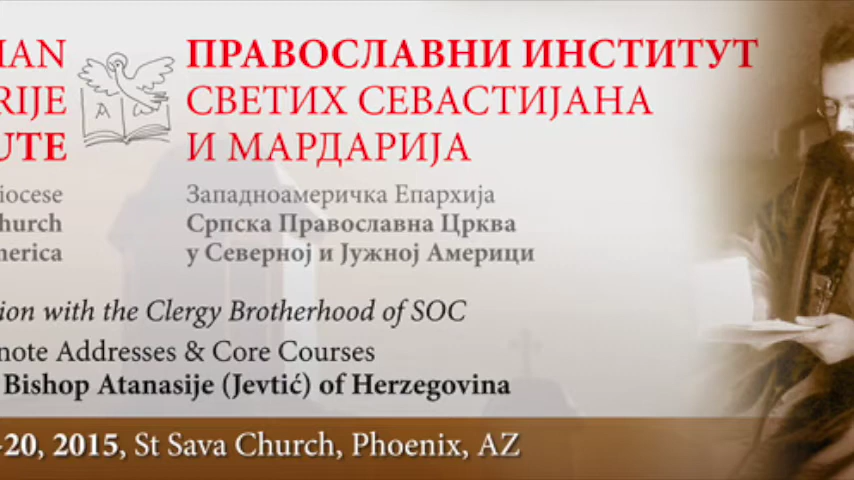 IAN
RIJE
UTE
ПРАВОСЛАВНИ ИНСТИТУТ
СВЕТИХ СЕВАСТИЈАНА
И МАРДАРИЈА
iocese
hurch
merica
Западноамеричка Епархија
Српска Православна Црква
у Северној и Јужној Америци
ion with the Clergy Brotherhood of SOC
note Addresses & Core Courses
Bishop Atanasije (Jevtić) of Herzegovina
-20, 2015, St Sava Church, Phoenix, AZ